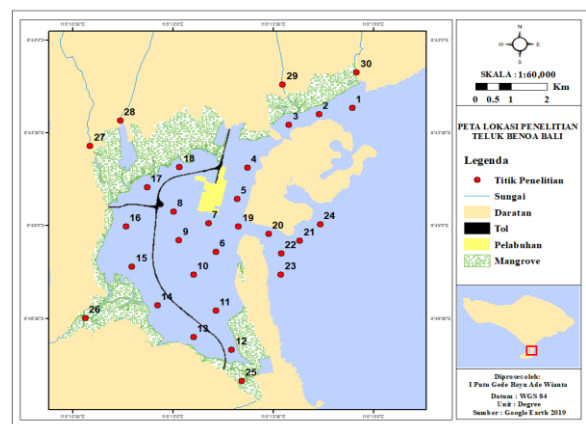 30
29
1
2
3
28
27
18
4
17
5
8
7
19
24
16
20
9
21
6
22
15
10
23
14
11
26
13
12
25
N
W
E
S
SKALA : 1:60,000
Km
0 0.5 1 2
PETA LOKASI PENELITIAN
TELUK BENOA BALI
Legenda
Titik Penelitian
Sungai
Daratan
Tol
Pelabuhan
Mangrove
Diproses oleh:
I Putu Gede Bayu Ade Wianta
Datum : WGS 84
Unit : Degree
Sumber : Google Earth 2019